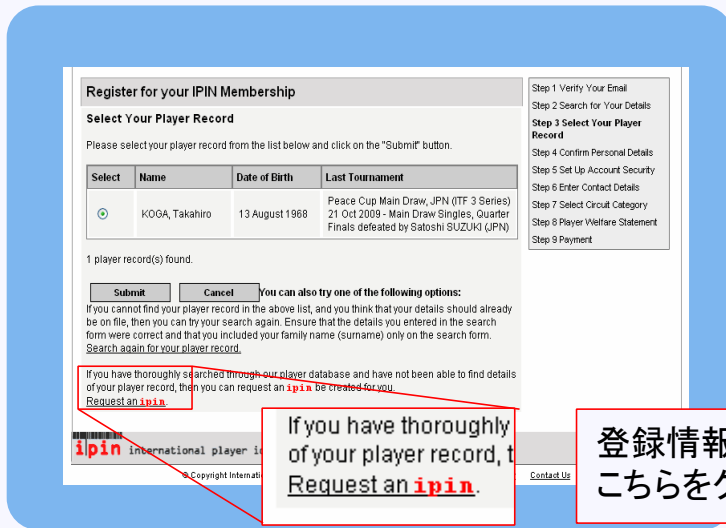 Register for your IPIN Membership
Select Your Player Record
Please select your player record from the list below and click on the "Submit" button.
Select Name Date of Birth Last Tournament
KOGA, Takahiro 13 August 1968 Peace Cup Main Draw, JPN (ITF 3 Series)
21 Oct 2009 - Main Draw Singles, Quarter
Finals defeated by Satoshi SUZUKI (JPN)
1 player record(s) found.
Submit Cancel You can also try one of the following options:
If you cannot find your player record in the above list, and you think that your details should already
be on file, then you can try your search again. Ensure that the details you entered in the search
form were correct and that you included your family name (surname) only on the search form.
Search again for your player record.
If you have thoroughly searched through our player database and have not been able to find details
of your player record, then you can request an ipin be created for you.
Request an ipin.
Step 1 Verify Your Email
Step 2 Search for Your Details
Step 3 Select Your Player
Record
Step 4 Confirm Personal Details
Step 5 Set Up Account Security
Step 6 Enter Contact Details
Step 7 Select Circuit Category
Step 8 Player Welfare Statement
Step 9 Payment
ipin international player
© Copyright
Contact Us
If you have thoroughly
of your player record, t
Request an ipin.
登録情報
こちらを